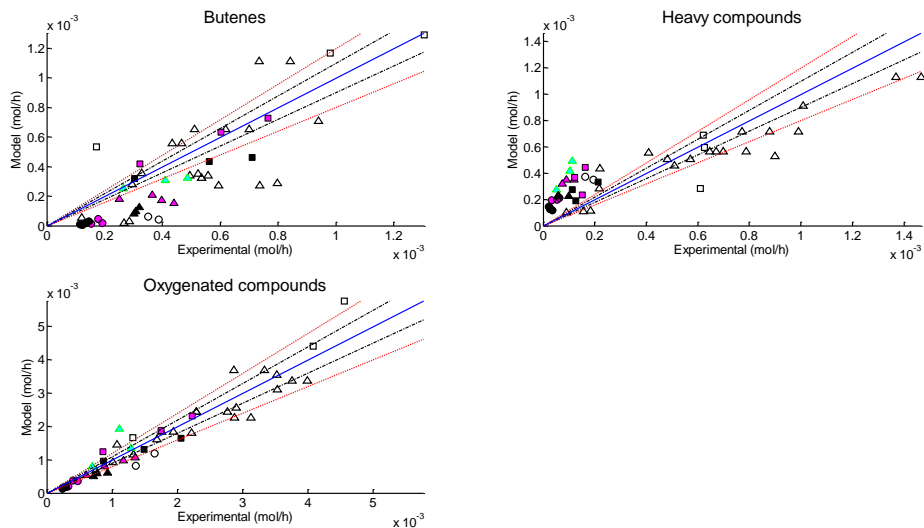 Butenes
x 10⁻³
1.2
1
0.8
0.6
0.4
0.2
0
Model (mol/h)
0 0.2 0.4 0.6 0.8 1 1.2
Experimental (mol/h)
x 10⁻³
Heavy compounds
x 10⁻³
1.4
1.2
1
0.8
0.6
0.4
0.2
0
Model (mol/h)
0 0.2 0.4 0.6 0.8 1 1.2 1.4
Experimental (mol/h)
x 10⁻³
Oxygenated compounds
x 10⁻³
5
4
3
2
1
0
Model (mol/h)
0 1 2 3 4 5
Experimental (mol/h)
x 10⁻³